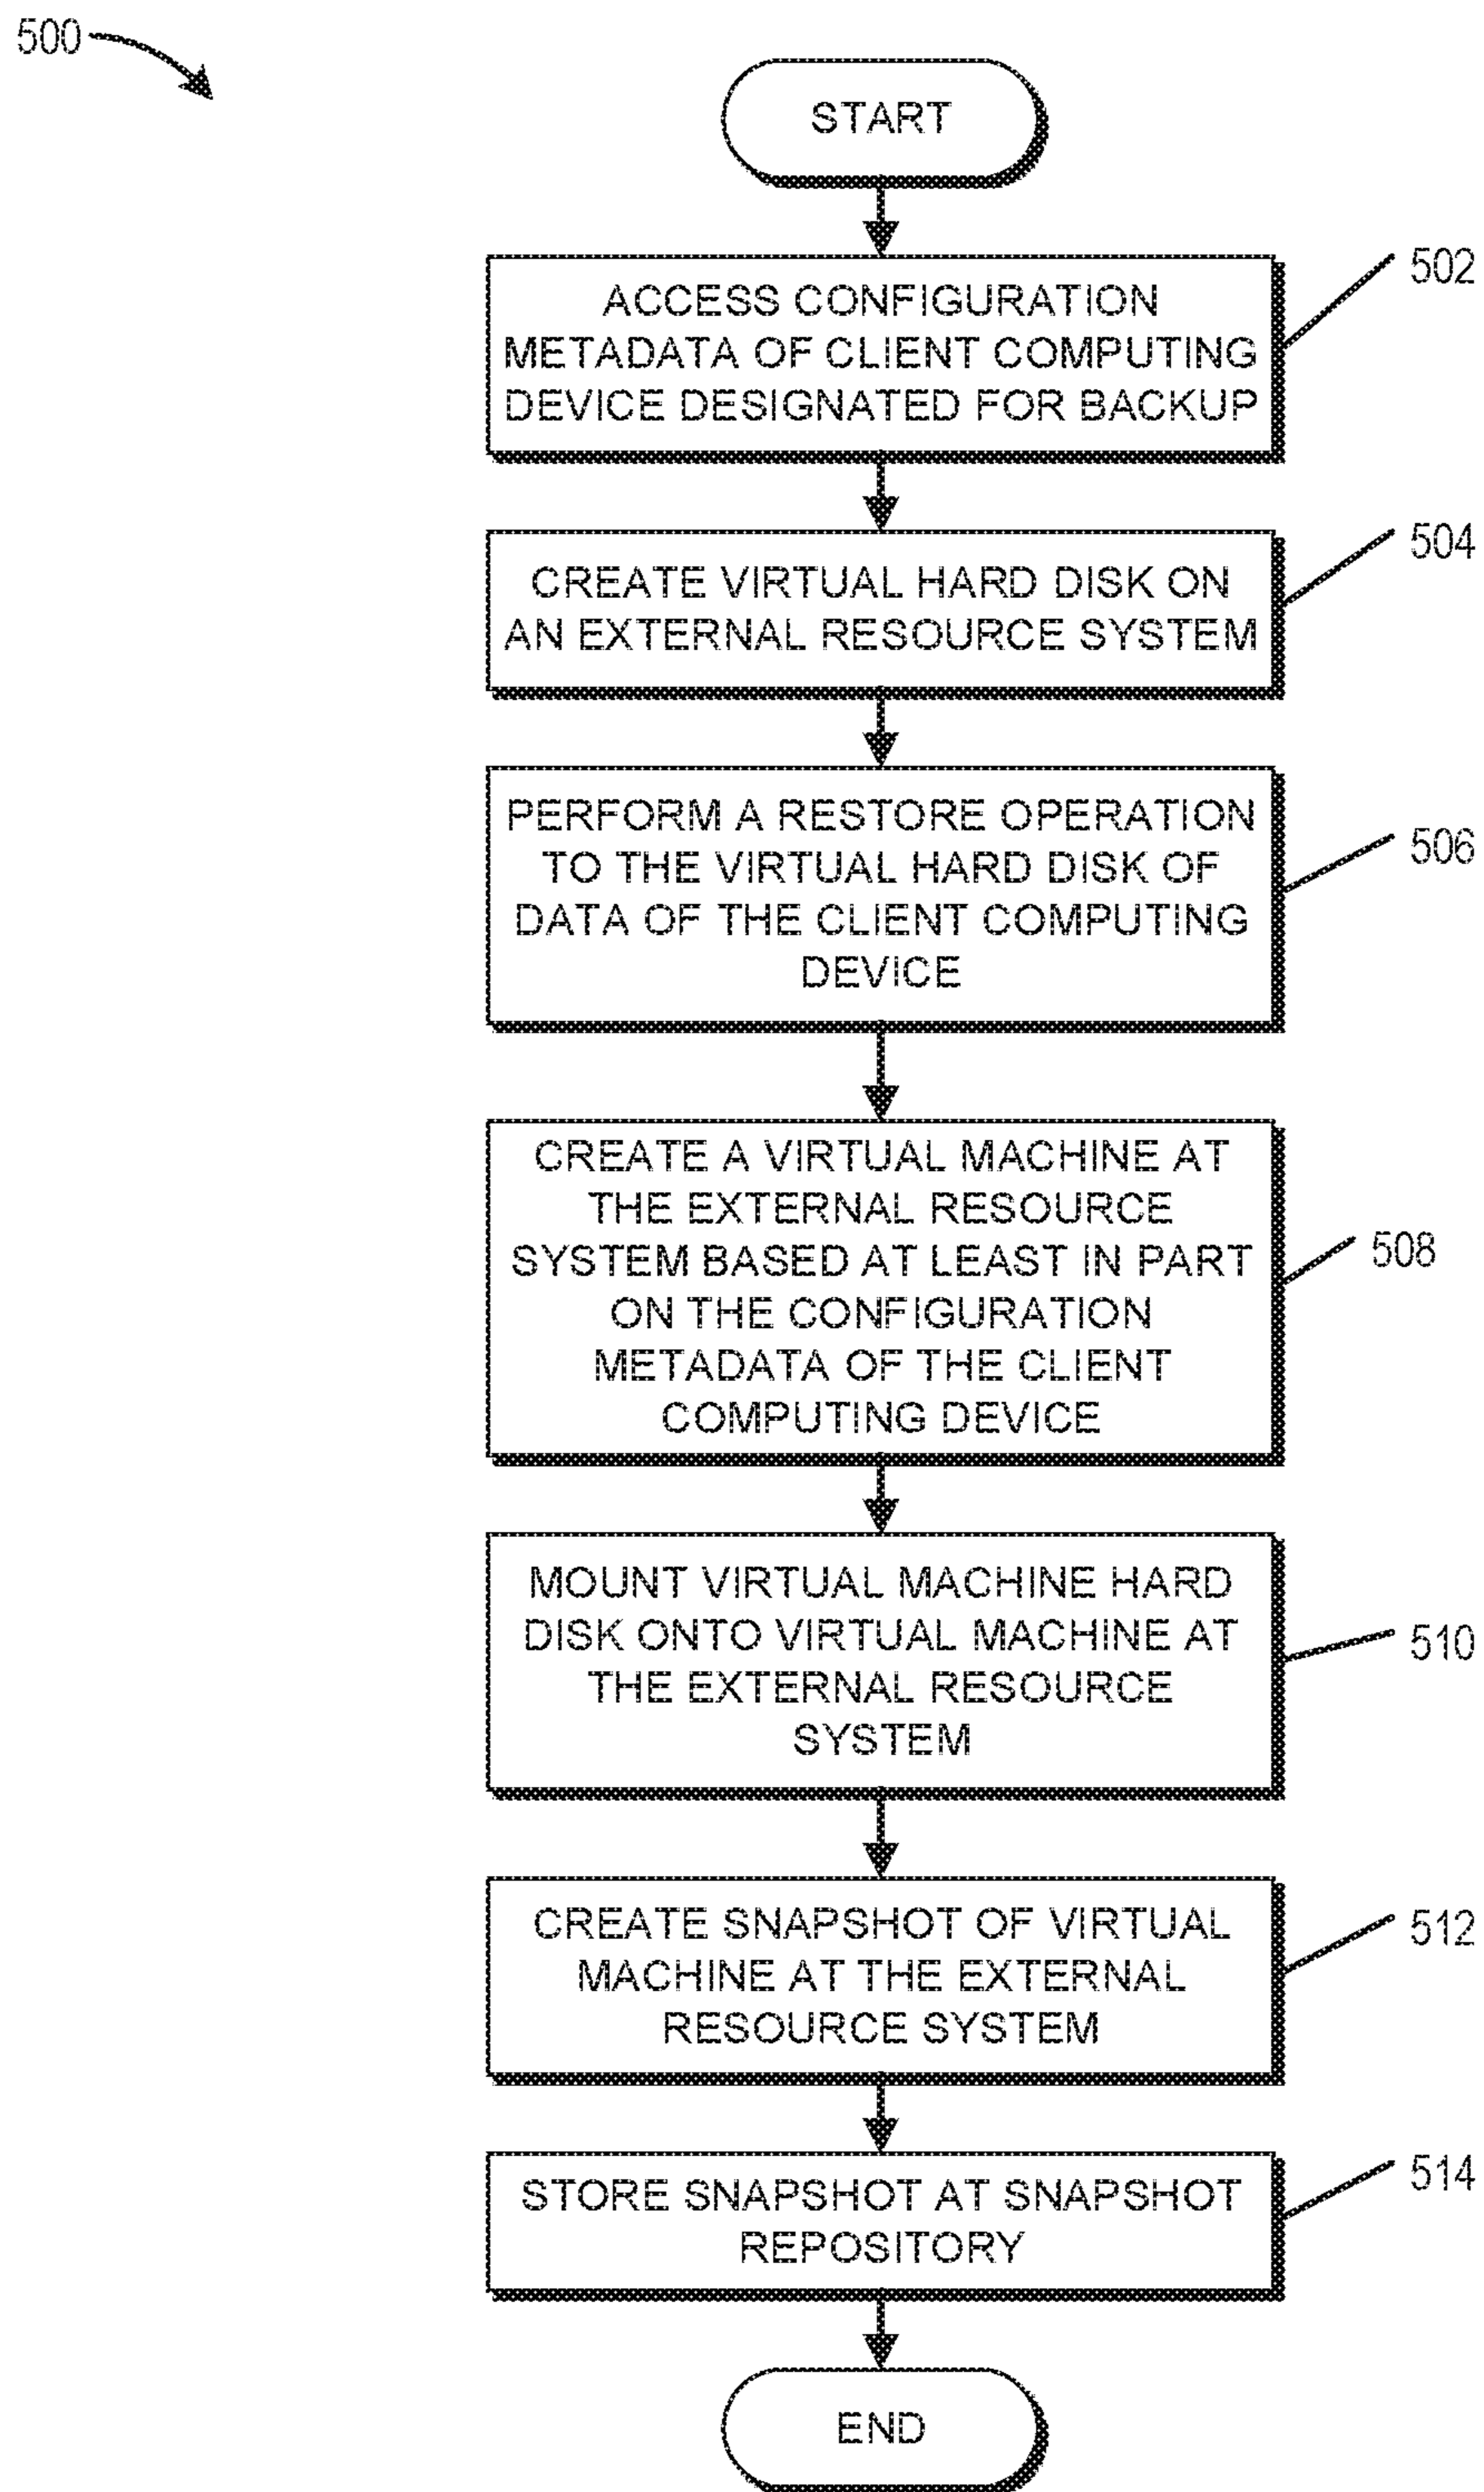 500
START
ACCESS CONFIGURATION
METADATA OF CLIENT COMPUTING
DEVICE DESIGNATED FOR BACKUP
502
CREATE VIRTUAL HARD DISK ON
AN EXTERNAL RESOURCE SYSTEM
504
PERFORM A RESTORE OPERATION
TO THE VIRTUAL HARD DISK OF
DATA OF THE CLIENT COMPUTING
DEVICE
506
CREATE A VIRTUAL MACHINE AT
THE EXTERNAL RESOURCE
SYSTEM BASED AT LEAST IN PART
ON THE CONFIGURATION
METADATA OF THE CLIENT
COMPUTING DEVICE
508
MOUNT VIRTUAL MACHINE HARD
DISK ONTO VIRTUAL MACHINE AT
THE EXTERNAL RESOURCE
SYSTEM
510
CREATE SNAPSHOT OF VIRTUAL
MACHINE AT THE EXTERNAL
RESOURCE SYSTEM
512
STORE SNAPSHOT AT SNAPSHOT
REPOSITORY
514
END